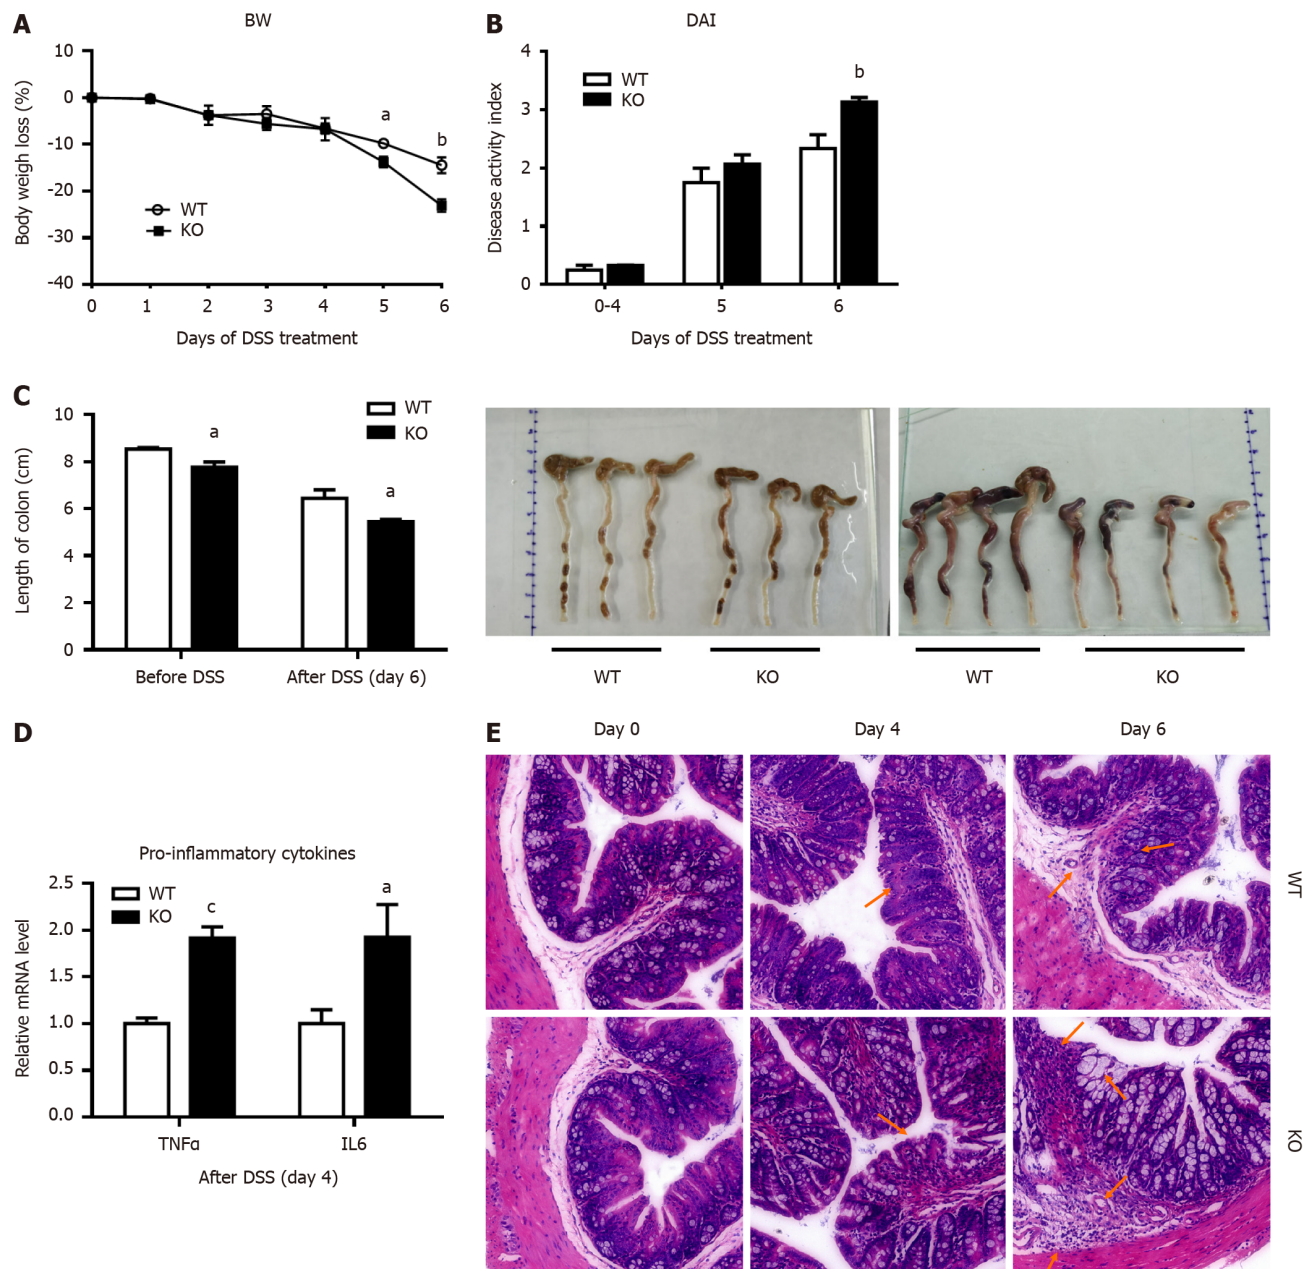 A
BW
10
0
-10
-20
-30
-40
Body weigh loss (%)
a
b
WT
KO
0 1 2 3 4 5 6
Days of DSS treatment
B
DAI
4
3
2
1
0
Disease activity index
WT
KO
b
0-4 5 6
Days of DSS treatment
C
10
8
6
4
2
0
Length of colon (cm)
WT
KO
a
a
Before DSS After DSS (day 6)
WT KO WT KO
D
Pro-inflammatory cytokines
2.5
2.0
1.5
1.0
0.5
0.0
Relative mRNA level
WT
KO
c
a
TNFα IL6
After DSS (day 4)
E
Day 0 Day 4 Day 6
WT
KO